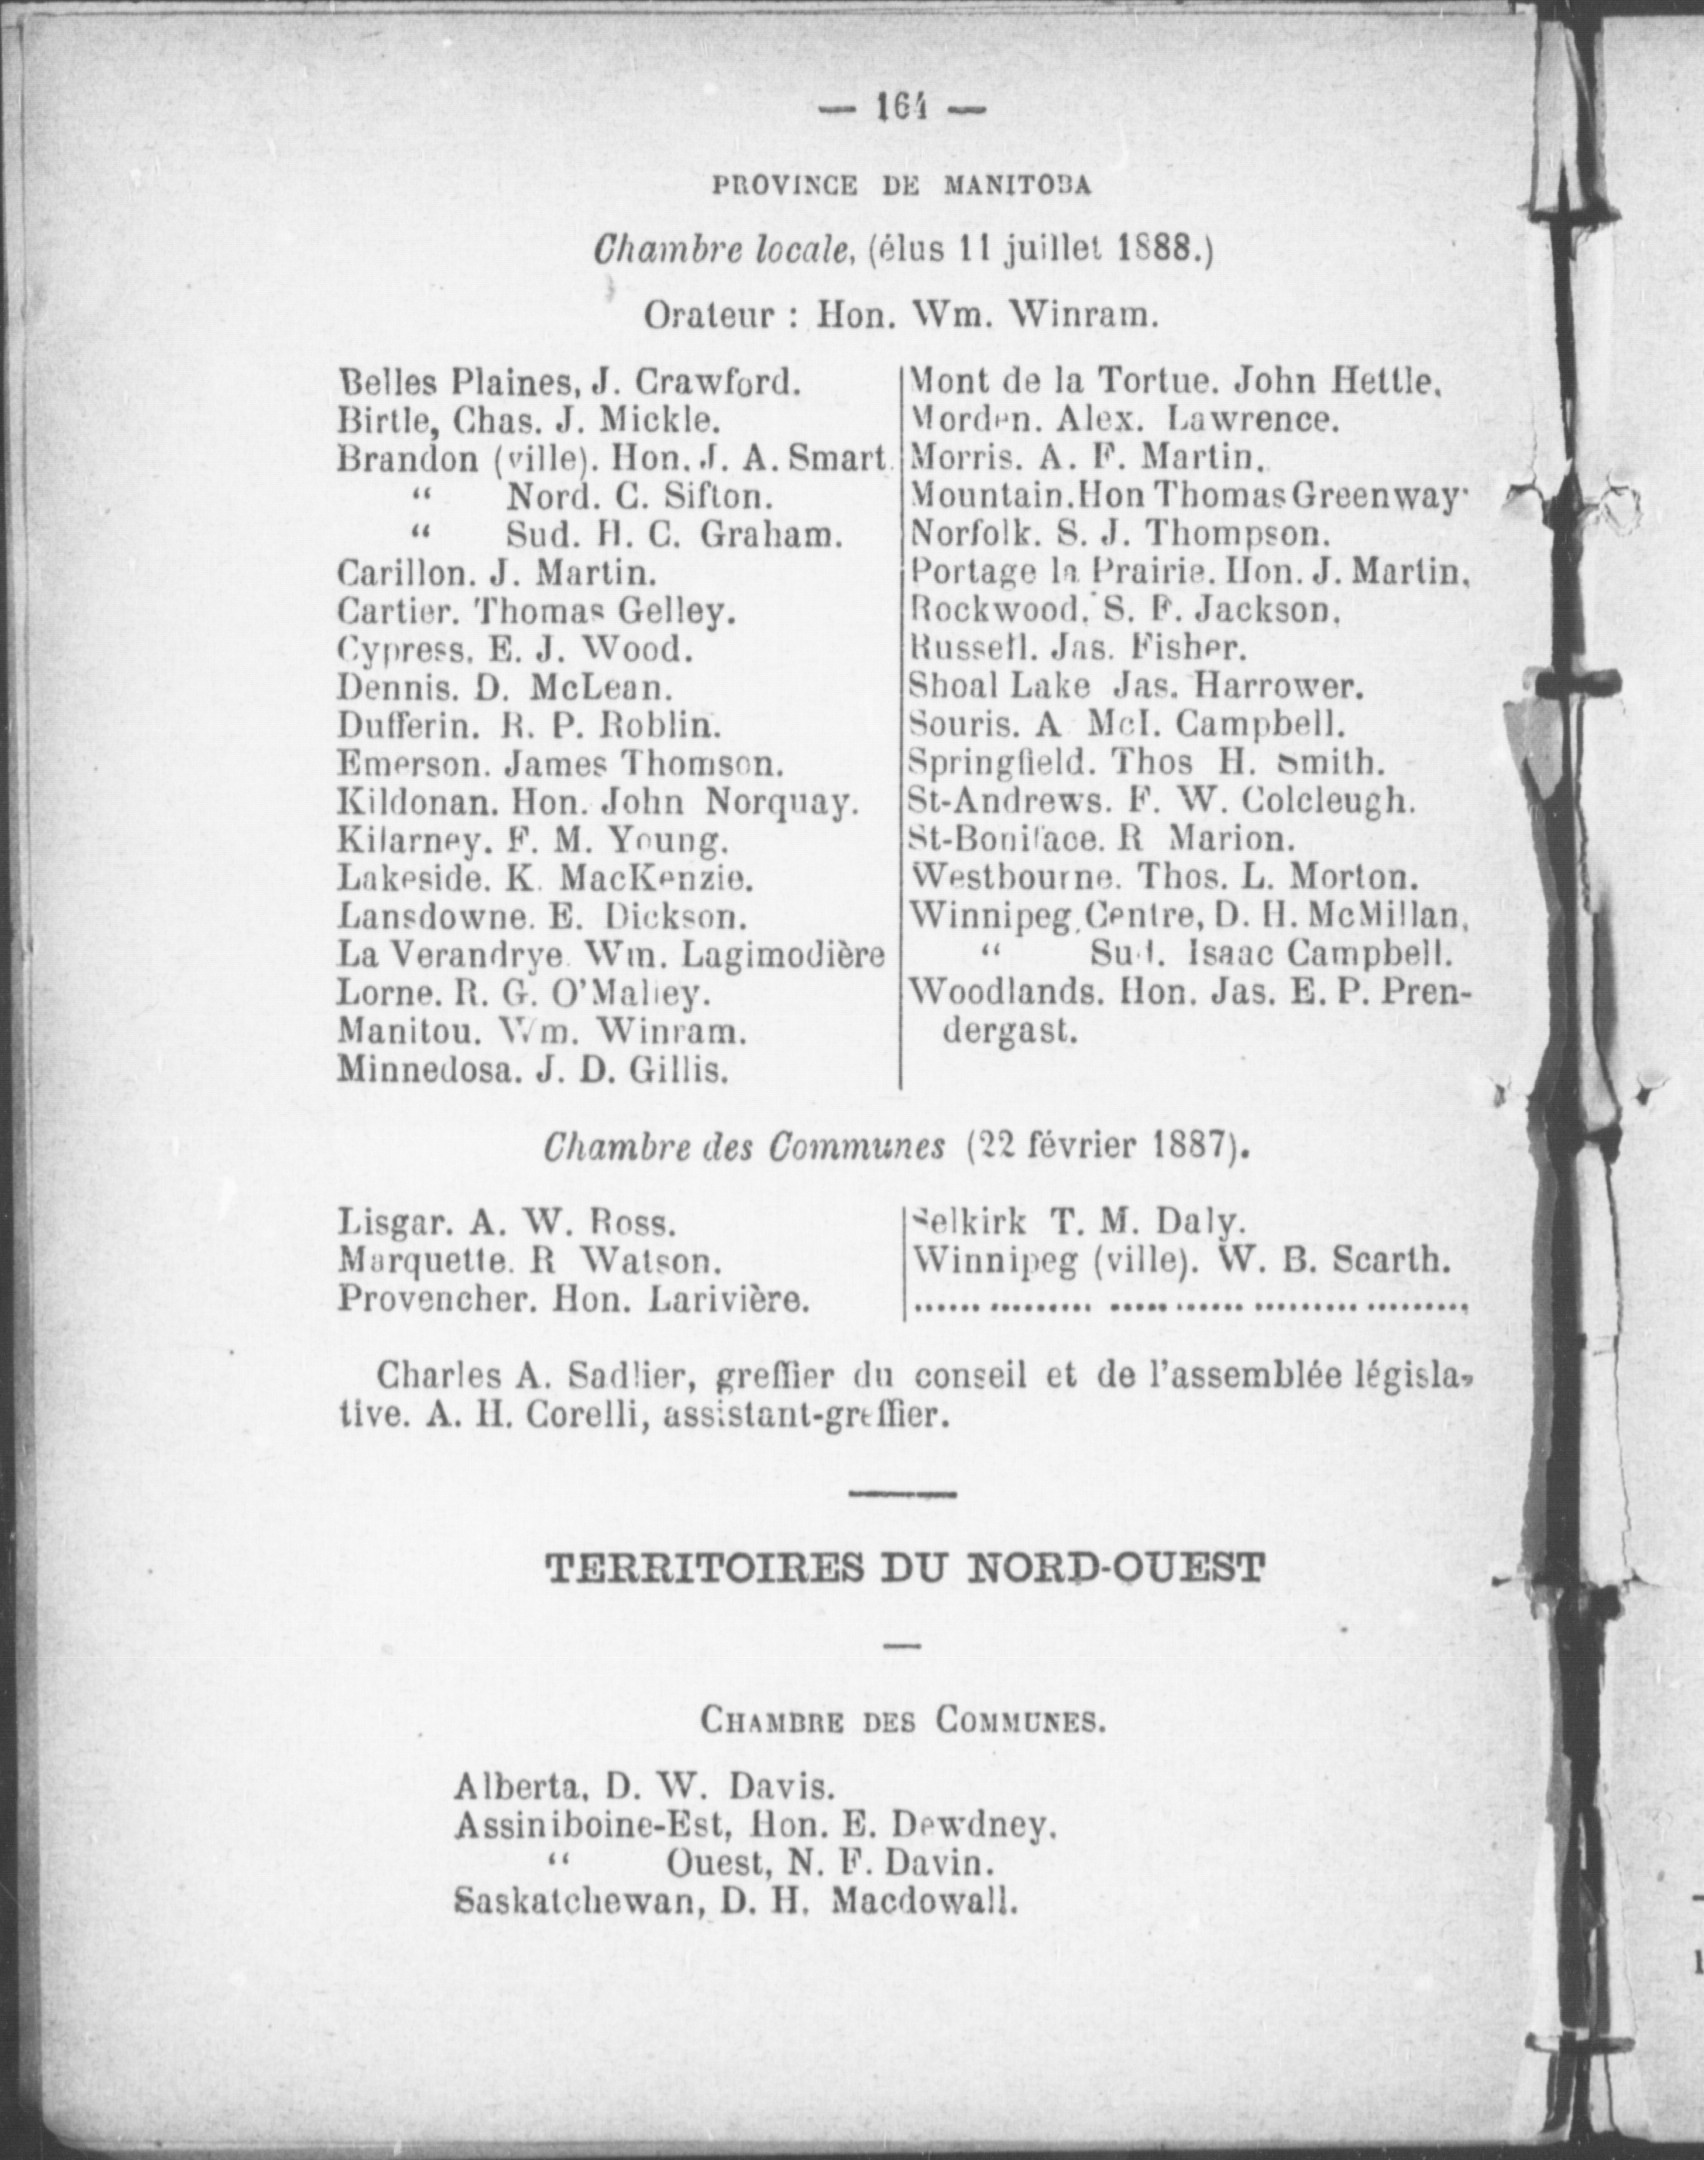 — 164 —
PROVINCE DE MANITOBA
Chambre locale, (élus 11 juillet 1888.)
Orateur : Hon. Wm. Winram.
Belles Plaines, J. Crawford.
Birtle, Chas. J. Mickle.
Brandon (ville). Hon. J. A. Smart.
“ Nord. C. Sifton.
“ Sud. H. C. Graham.
Carillon. J. Martin.
Cartier. Thomas Gelley.
Cypress. E. J. Wood.
Dennis. D. McLean.
Dufferin. R. P. Roblin.
Emerson. James Thomson.
Kildonan. Hon. John Norquay.
Kilarney. F. M. Young.
Lakeside. K. MacKenzie.
Lansdowne. E. Dickson.
La Verandrye. Wm. Lagimodière
Lorne. R. G. O’Malley.
Manitou. Wm. Winram.
Minnedosa. J. D. Gillis.
Mont de la Tortue. John Hettle.
Morden. Alex. Lawrence.
Morris. A. F. Martin.
Mountain. Hon Thomas Greenway.
Norfolk. S. J. Thompson.
Portage la Prairie. Hon. J. Martin.
Rockwood. S. F. Jackson.
Russell. Jas. Fisher.
Shoal Lake Jas. Harrower.
Souris. A McI. Campbell.
Springfield. Thos H. Smith.
St-Andrews. F. W. Colcleugh.
St-Boniface. R Marion.
Westbourne. Thos. L. Morton.
Winnipeg Centre, D. H. McMillan.
“ Sud. Isaac Campbell.
Woodlands. Hon. Jas. E. P. Pren-
dergast.
Chambre des Communes (22 février 1887).
Lisgar. A. W. Ross.
Marquette. R Watson.
Provencher. Hon. Larivière.
Selkirk T. M. Daly.
Winnipeg (ville). W. B. Scarth.
Charles A. Sadlier, greffier du conseil et de l’assemblée législa-
tive. A. H. Corelli, assistant-greffier.
TERRITOIRES DU NORD-OUEST
CHAMBRE DES COMMUNES.
Alberta, D. W. Davis.
Assiniboine-Est, Hon. E. Dewdney.
“ Ouest, N. F. Davin.
Saskatchewan, D. H. Macdowall.